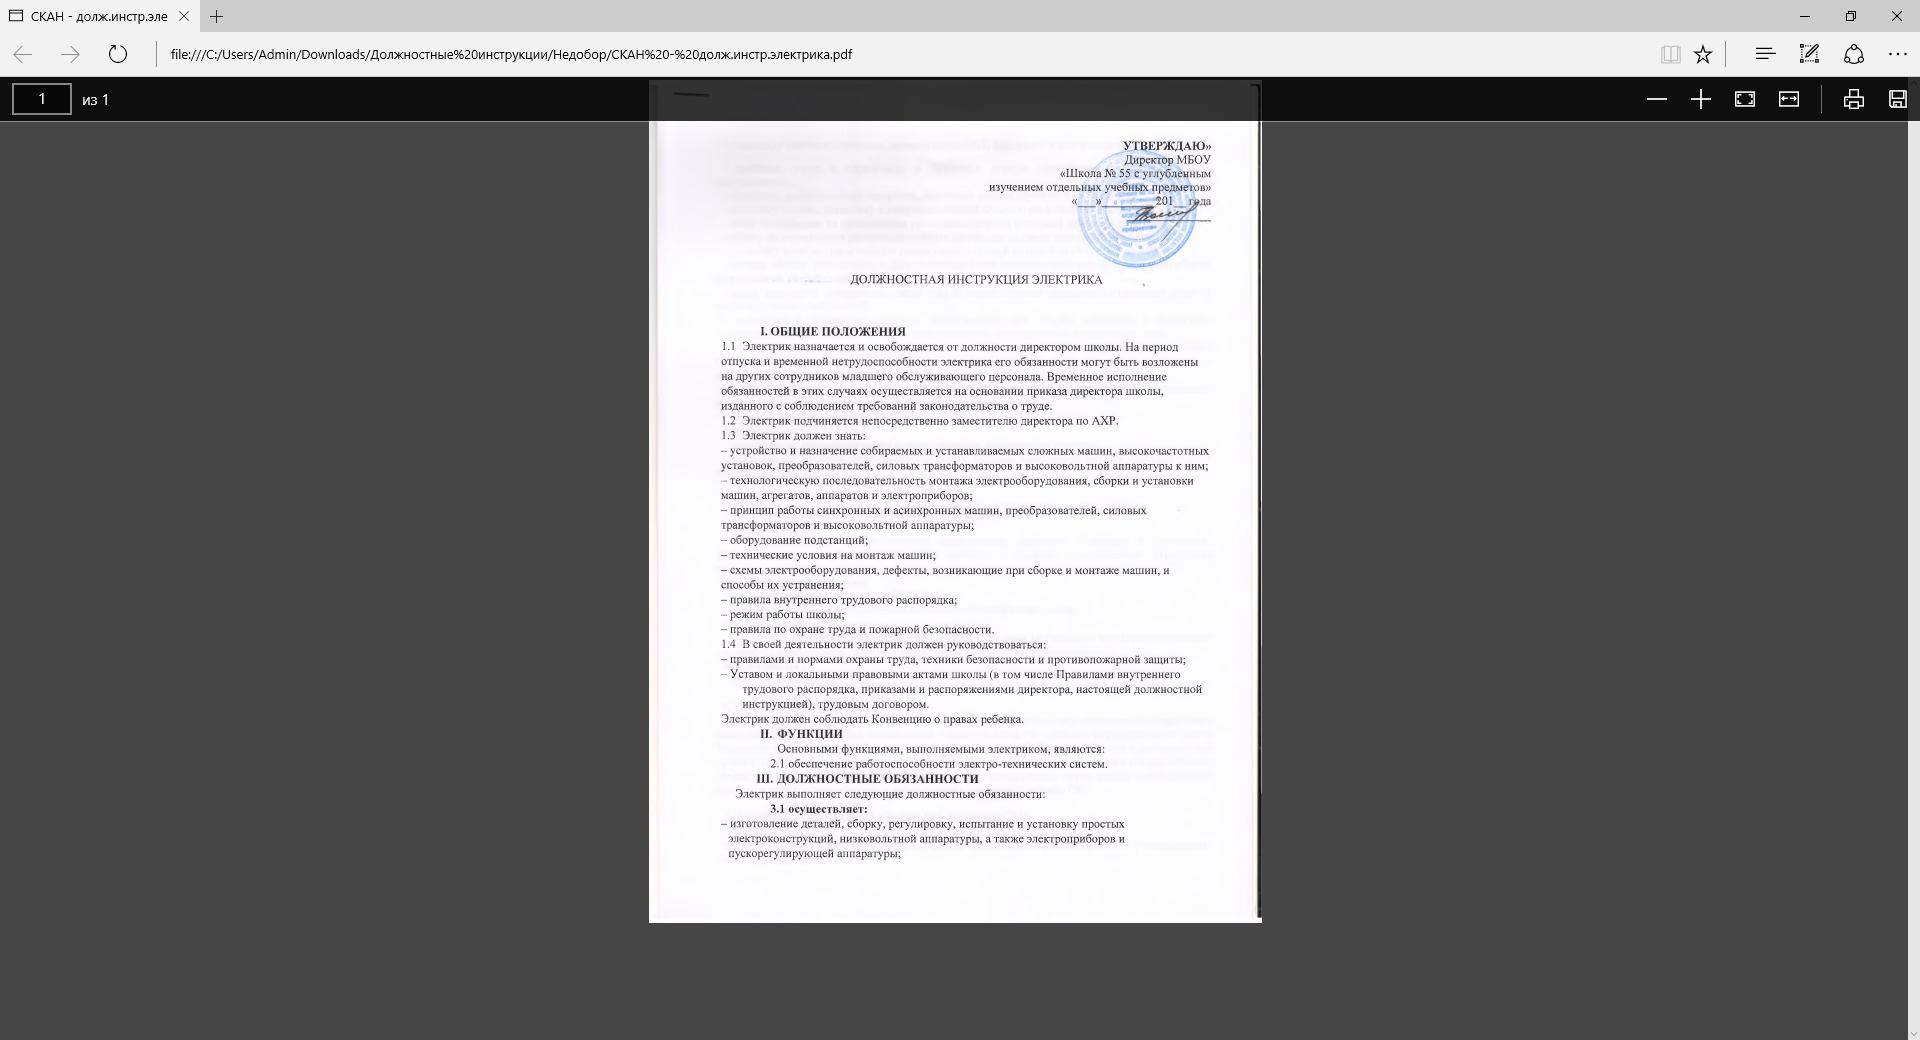 СКАН - долж.инстр.эле
file:///C:/Users/Admin/Downloads/Должностные%20инструкции/Недобор/СКАН%20-%20долж.инстр.электрика.pdf
1 из 1
УТВЕРЖДАЮ»
Директор МБОУ
«Школа № 55 с углубленным
изучением отдельных учебных предметов»
«___»_________201__ года
ДОЛЖНОСТНАЯ ИНСТРУКЦИЯ ЭЛЕКТРИКА
I. ОБЩИЕ ПОЛОЖЕНИЯ
1.1 Электрик назначается и освобождается от должности директором школы. На период
отпуска и временной нетрудоспособности электрика его обязанности могут быть возложены
на других сотрудников младшего обслуживающего персонала. Временное исполнение
обязанностей в этих случаях осуществляется на основании приказа директора школы,
изданного с соблюдением требований законодательства о труде.
1.2 Электрик подчиняется непосредственно заместителю директора по АХР.
1.3 Электрик должен знать:
– устройство и назначение собираемых и устанавливаемых сложных машин, высокочастотных
установок, преобразователей, силовых трансформаторов и высоковольтной аппаратуры к ним;
– технологическую последовательность монтажа электрооборудования, сборки и установки
машин, агрегатов, аппаратов и электроприборов;
– принцип работы синхронных и асинхронных машин, преобразователей, силовых
трансформаторов и высоковольтной аппаратуры;
– оборудование подстанций;
– технические условия на монтаж машин;
– схемы электрооборудования, дефекты, возникающие при сборке и монтаже машин, и
способы их устранения;
– правила внутреннего трудового распорядка;
– режим работы школы;
– правила по охране труда и пожарной безопасности.
1.4 В своей деятельности электрик должен руководствоваться:
– правилами и нормами охраны труда, техники безопасности и противопожарной защиты;
– Уставом и локальными правовыми актами школы (в том числе Правилами внутреннего
трудового распорядка, приказами и распоряжениями директора, настоящей должностной
инструкцией), трудовым договором.
Электрик должен соблюдать Конвенцию о правах ребенка.
II. ФУНКЦИИ
Основными функциями, выполняемыми электриком, являются:
2.1 обеспечение работоспособности электро-технических систем.
III. ДОЛЖНОСТНЫЕ ОБЯЗАННОСТИ
Электрик выполняет следующие должностные обязанности:
3.1 осуществляет:
– изготовление деталей, сборку, регулировку, испытание и установку простых
электроконструкций, низковольтной аппаратуры, а также электроприборов и
пускорегулирующей аппаратуры;